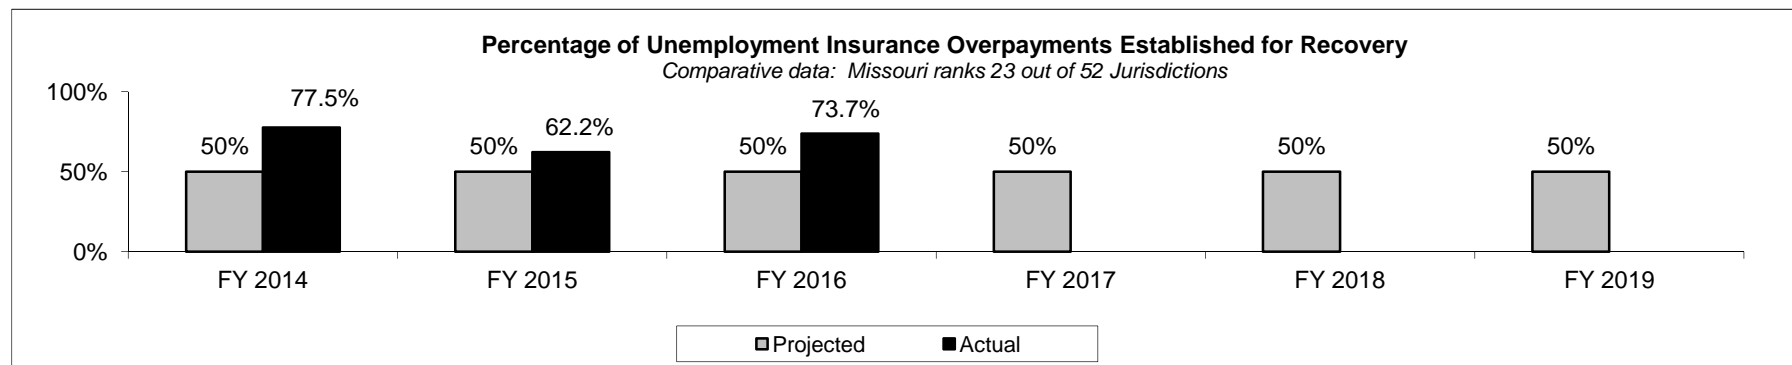 Percentage of Unemployment Insurance Overpayments Established for Recovery
Comparative data:  Missouri ranks 23 out of 52 Jurisdictions
100%
50%
0%
50%
77.5%
50%
62.2%
50%
73.7%
50%
50%
50%
FY 2014
FY 2015
FY 2016
FY 2017
FY 2018
FY 2019
Projected
Actual